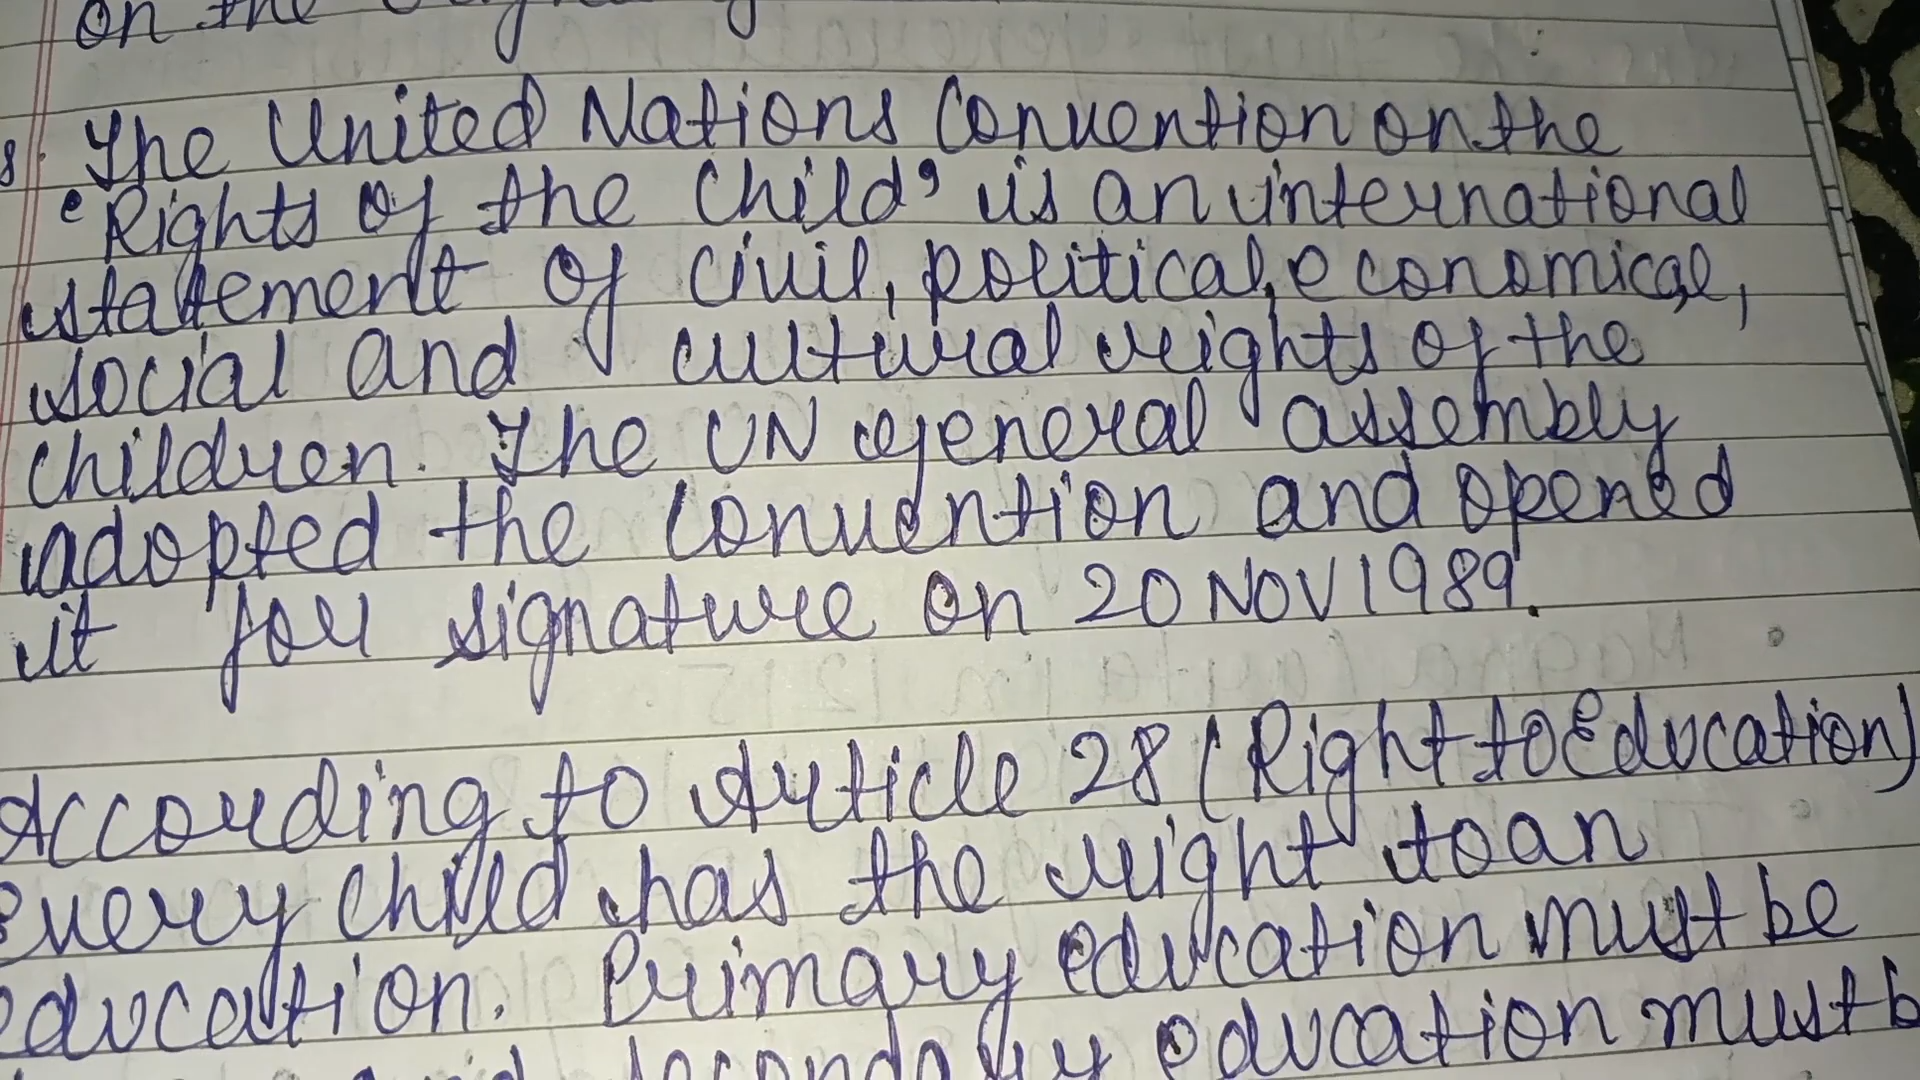 on the
8. The United Nations Convention on the
'Rights of the Child' is an international
statement of civil, political, economical,
social and cultural rights of the
children. The UN general assembly
adopted the convention and opened
it for signature on 20 NOV 1989.
According to Article 28 (Right to Education)
every child has the right to an
education. Primary education must be
secondary education must b